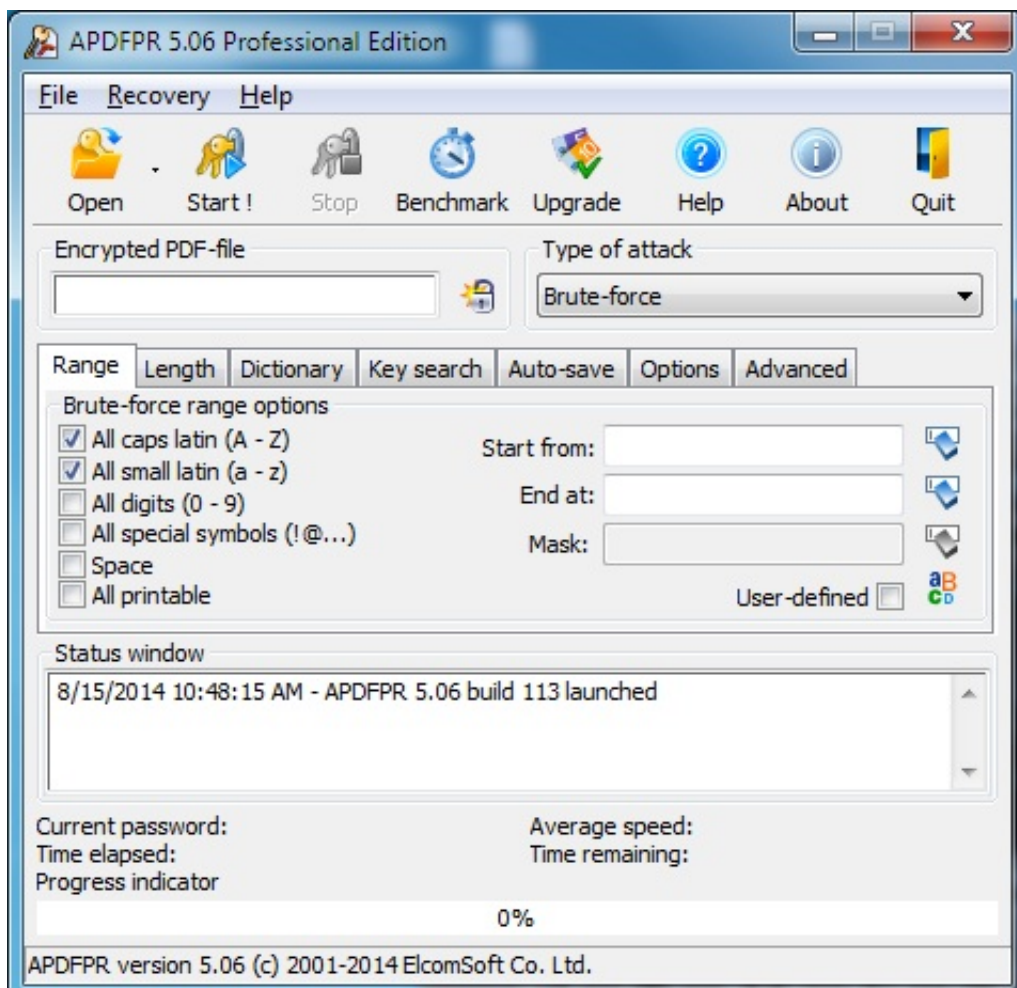 APDFPR 5.06 Professional Edition
File Recovery Help
Open Start ! Stop Benchmark Upgrade Help About Quit
Encrypted PDF-file
Type of attack
Brute-force
Range Length Dictionary Key search Auto-save Options Advanced
Brute-force range options
All caps latin (A - Z)
All small latin (a - z)
All digits (0 - 9)
All special symbols (!@...)
Space
All printable
Start from:
End at:
Mask:
User-defined
aB
CD
Status window
8/15/2014 10:48:15 AM - APDFPR 5.06 build 113 launched
Current password:
Average speed:
Time elapsed:
Time remaining:
Progress indicator
0%
APDFPR version 5.06 (c) 2001-2014 ElcomSoft Co. Ltd.